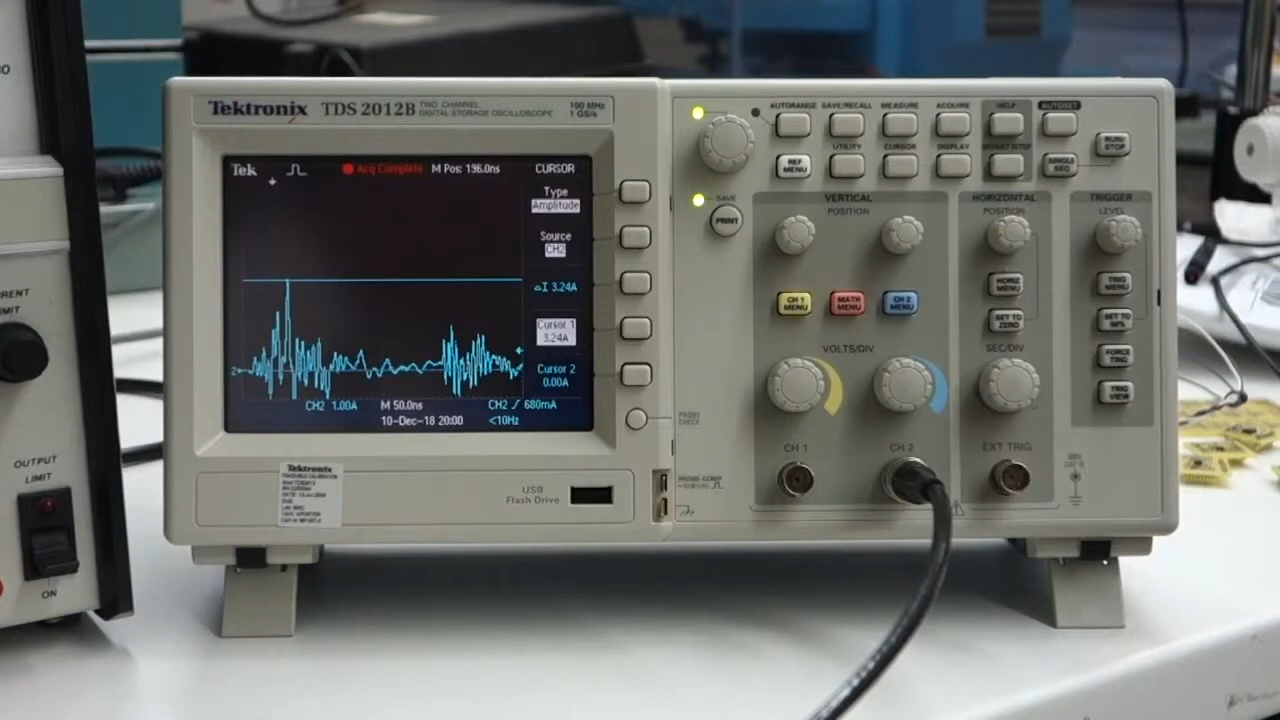 Tektronix TDS 2012B TWO CHANNEL DIGITAL STORAGE OSCILLOSCOPE 100 MHz 1 GS/s
Tek Acq Complete M Pos: 136.0ns CURSOR
Type
Amplitude
Source
CH2
△I 3.24A
Cursor 1
3.24A
Cursor 2
0.00A
2
CH2 1.00A M 50.0ns CH2 ∕ 680mA
10-Dec-18 20:00 <10Hz
Tektronix
TRACEABLE CALIBRATION
USB
Flash Drive
AUTORANGE SAVE/RECALL MEASURE ACQUIRE HELP AUTOSET
UTILITY CURSOR DISPLAY DEFAULT SETUP
REF MENU
SINGLE SEQ
RUN/STOP
SAVE
PRINT
VERTICAL
POSITION
CH 1 MENU
MATH MENU
CH 2 MENU
VOLTS/DIV
CH 1
CH 2
HORIZONTAL
POSITION
HORIZ MENU
SET TO ZERO
SEC/DIV
EXT TRIG
TRIGGER
LEVEL
TRIG MENU
SET TO 50%
FORCE TRIG
TRIG VIEW
PROBE CHECK
PROBE COMP
OUTPUT
LIMIT
ON